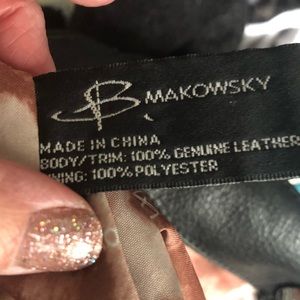 B MAKOWSKY
MADE IN CHINA
BODY/TRIM: 100% GENUINE LEATHER
NING: 100% POLYESTER